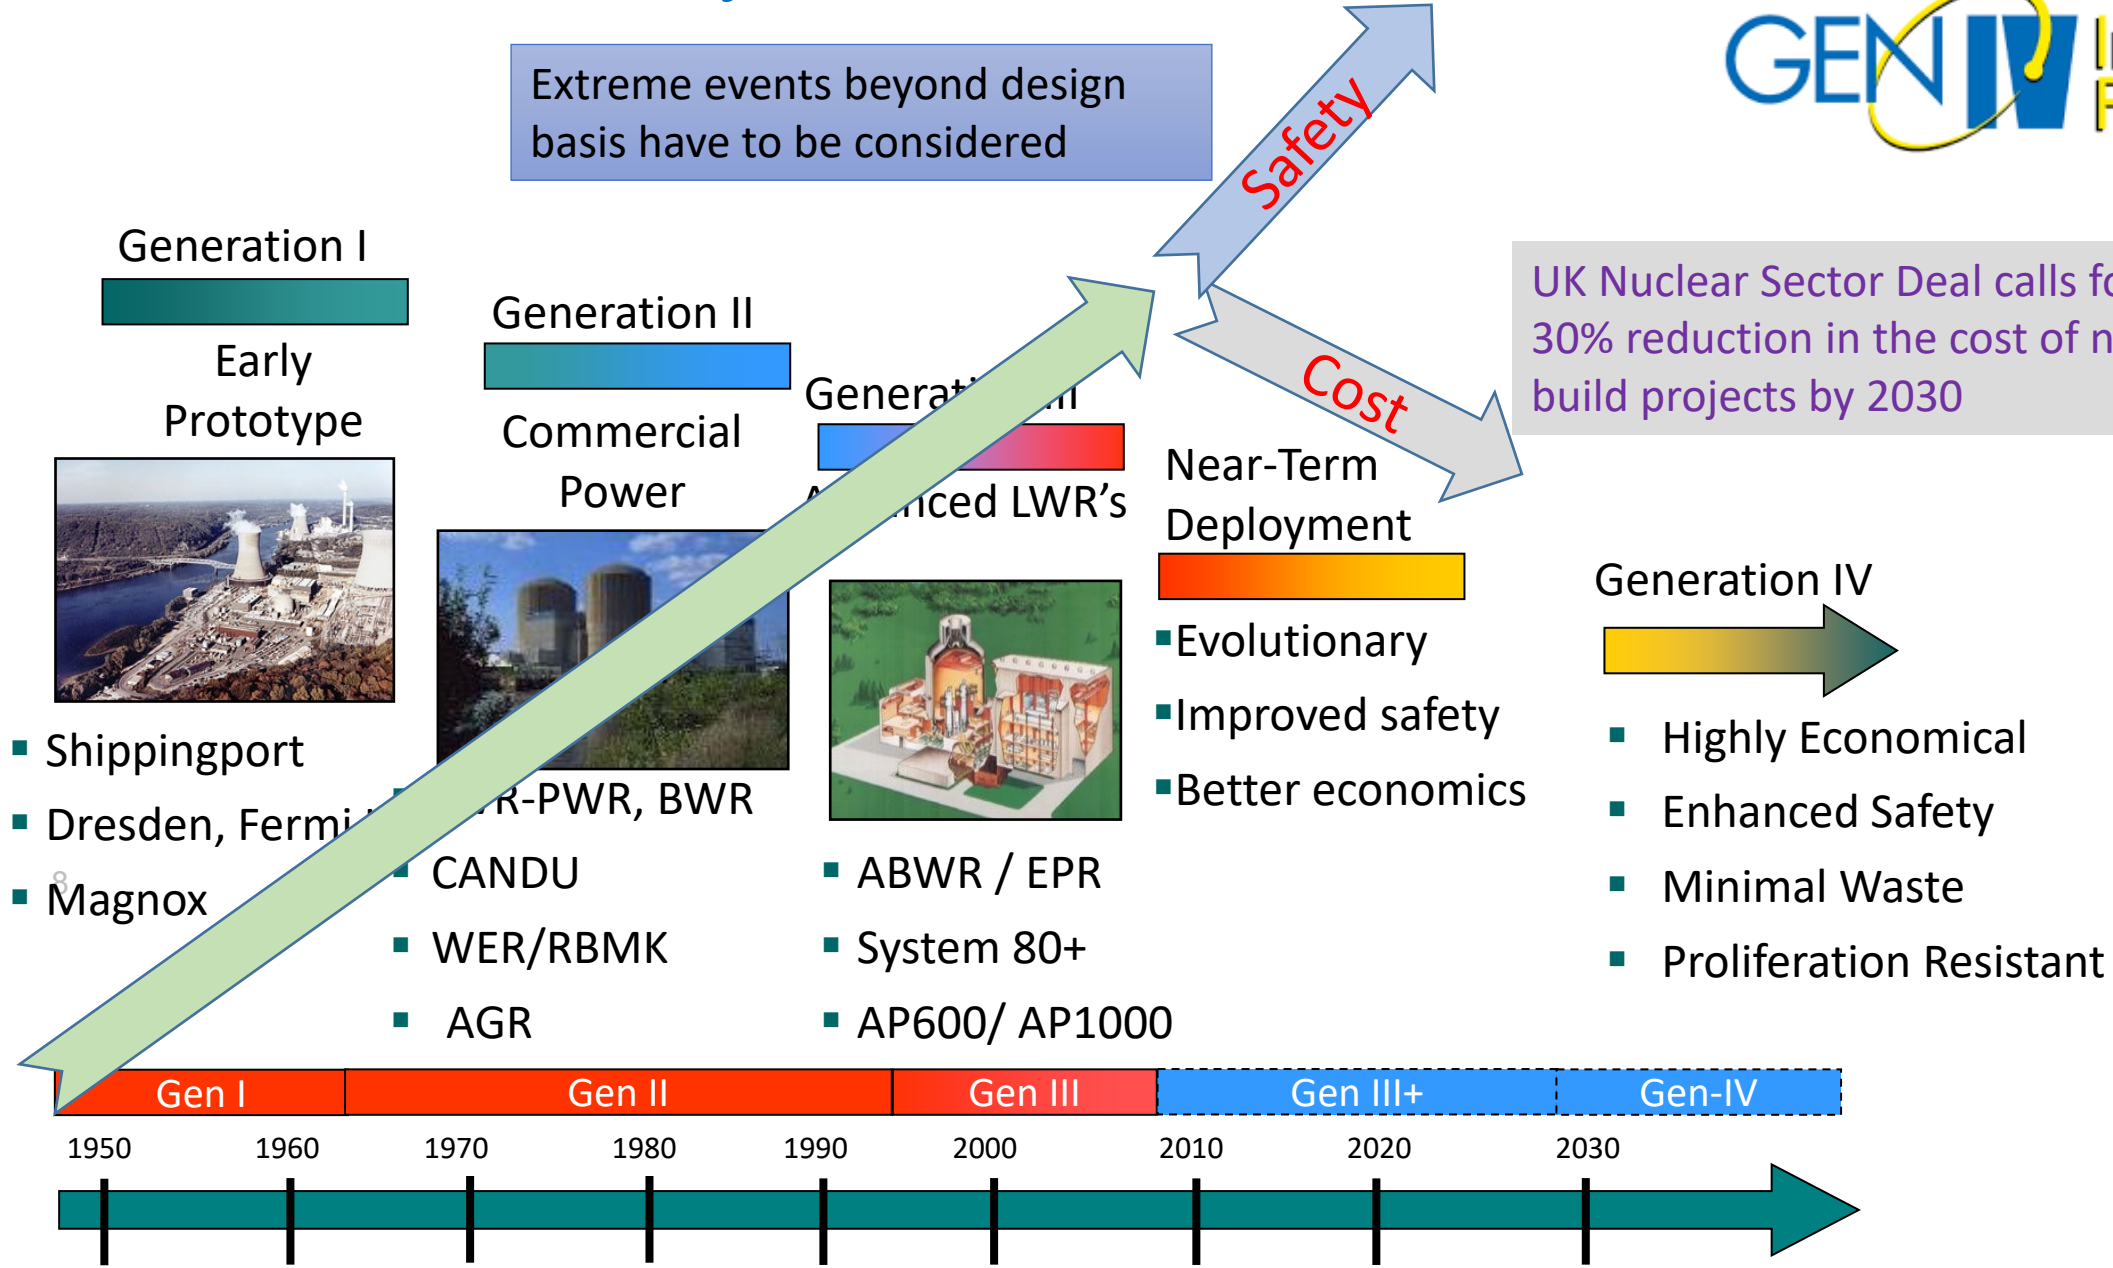 Extreme events beyond design
basis have to be considered
GEN IV
Safety
Cost
UK Nuclear Sector Deal calls
30% reduction in the cost of
build projects by 2030
Generation I
Early
Prototype
Shippingport
Dresden, Fermi
Magnox
8
Generation II
Commercial
Power
PWR, BWR
CANDU
WER/RBMK
AGR
LWR's
ABWR / EPR
System 80+
AP600/ AP1000
Near-Term
Deployment
Evolutionary
Improved safety
Better economics
Generation IV
Highly Economical
Enhanced Safety
Minimal Waste
Proliferation Resistant
Gen I
Gen II
Gen III
Gen III+
Gen-IV
1950
1960
1970
1980
1990
2000
2010
2020
2030